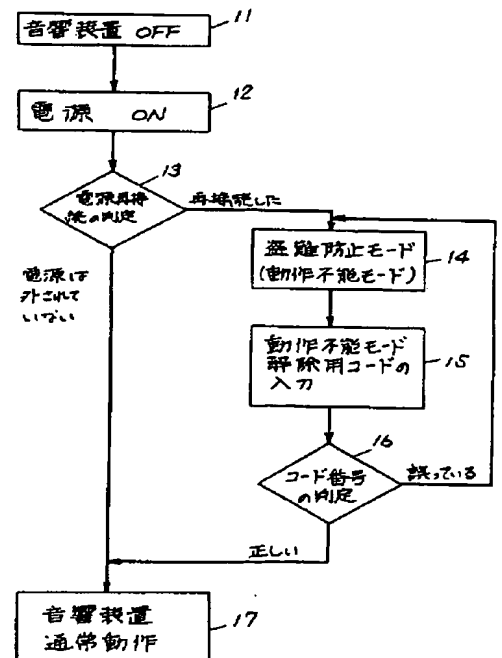 音響装置 OFF
11
電源 ON
12
13
電源再接
続の判定
再接続した
電源は
外されて
いない
盗難防止モード
(動作不能モード)
14
動作不能モード
解除用コードの
入力
15
16
コード番号
の判定
誤っている
正しい
音響装置
通常動作
17